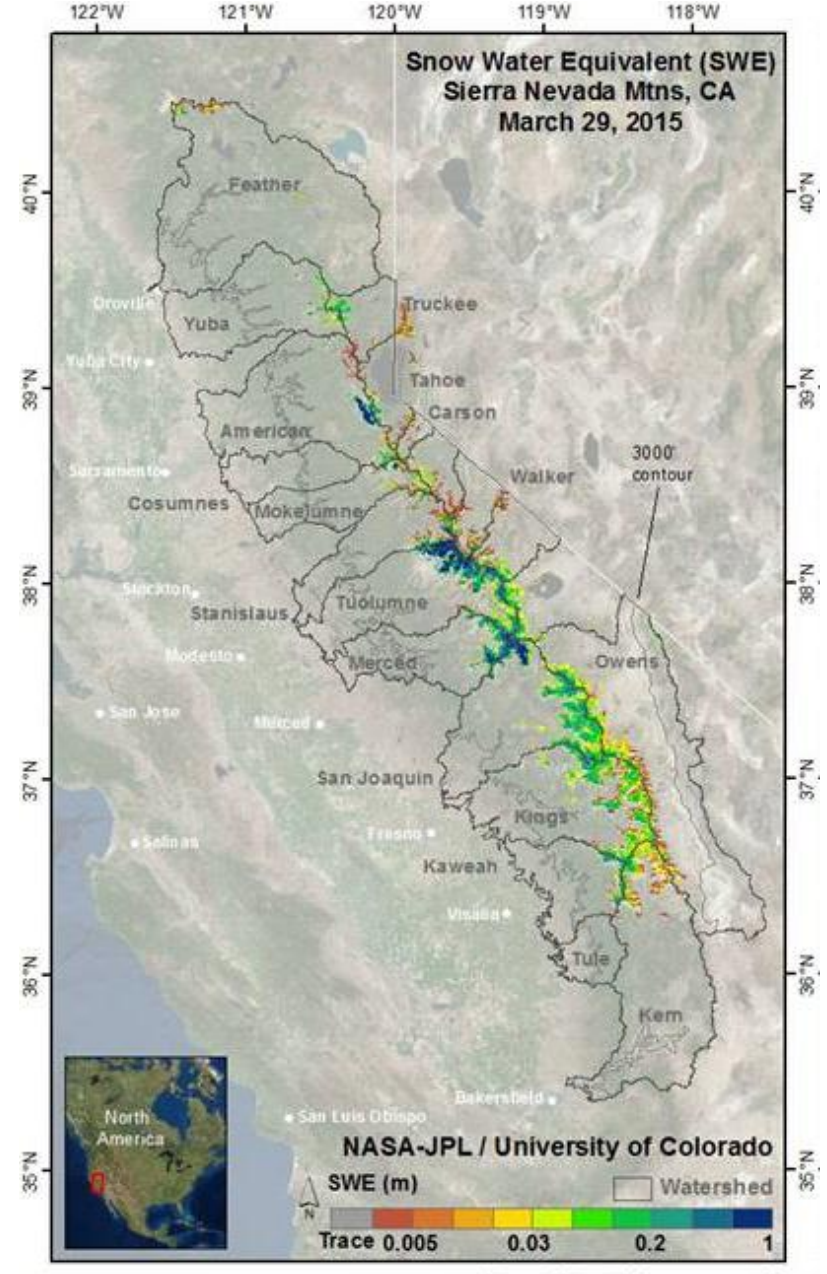 122°W 121°W 120°W 119°W 118°W
Snow Water Equivalent (SWE)
Sierra Nevada Mtns, CA
March 29, 2015
40°N 40°N
Feather
Oroville
Truckee
Yuba
Yuba City
39°N 39°N
Tahoe
Carson
American
3000'
contour
Sacramento
Walker
Cosumnes
Mokelumne
38°N 38°N
Stockton
Tuolumne
Stanislaus
Modesto
Merced
Owens
San Jose
Merced
37°N 37°N
San Joaquin
Kings
Fresno
Salinas
Kaweah
Visalia
Tule
36°N 36°N
Kern
Bakersfield
North
America
San Luis Obispo
NASA-JPL / University of Colorado
35°N 35°N
SWE (m)
Watershed
N
Trace 0.005 0.03 0.2 1